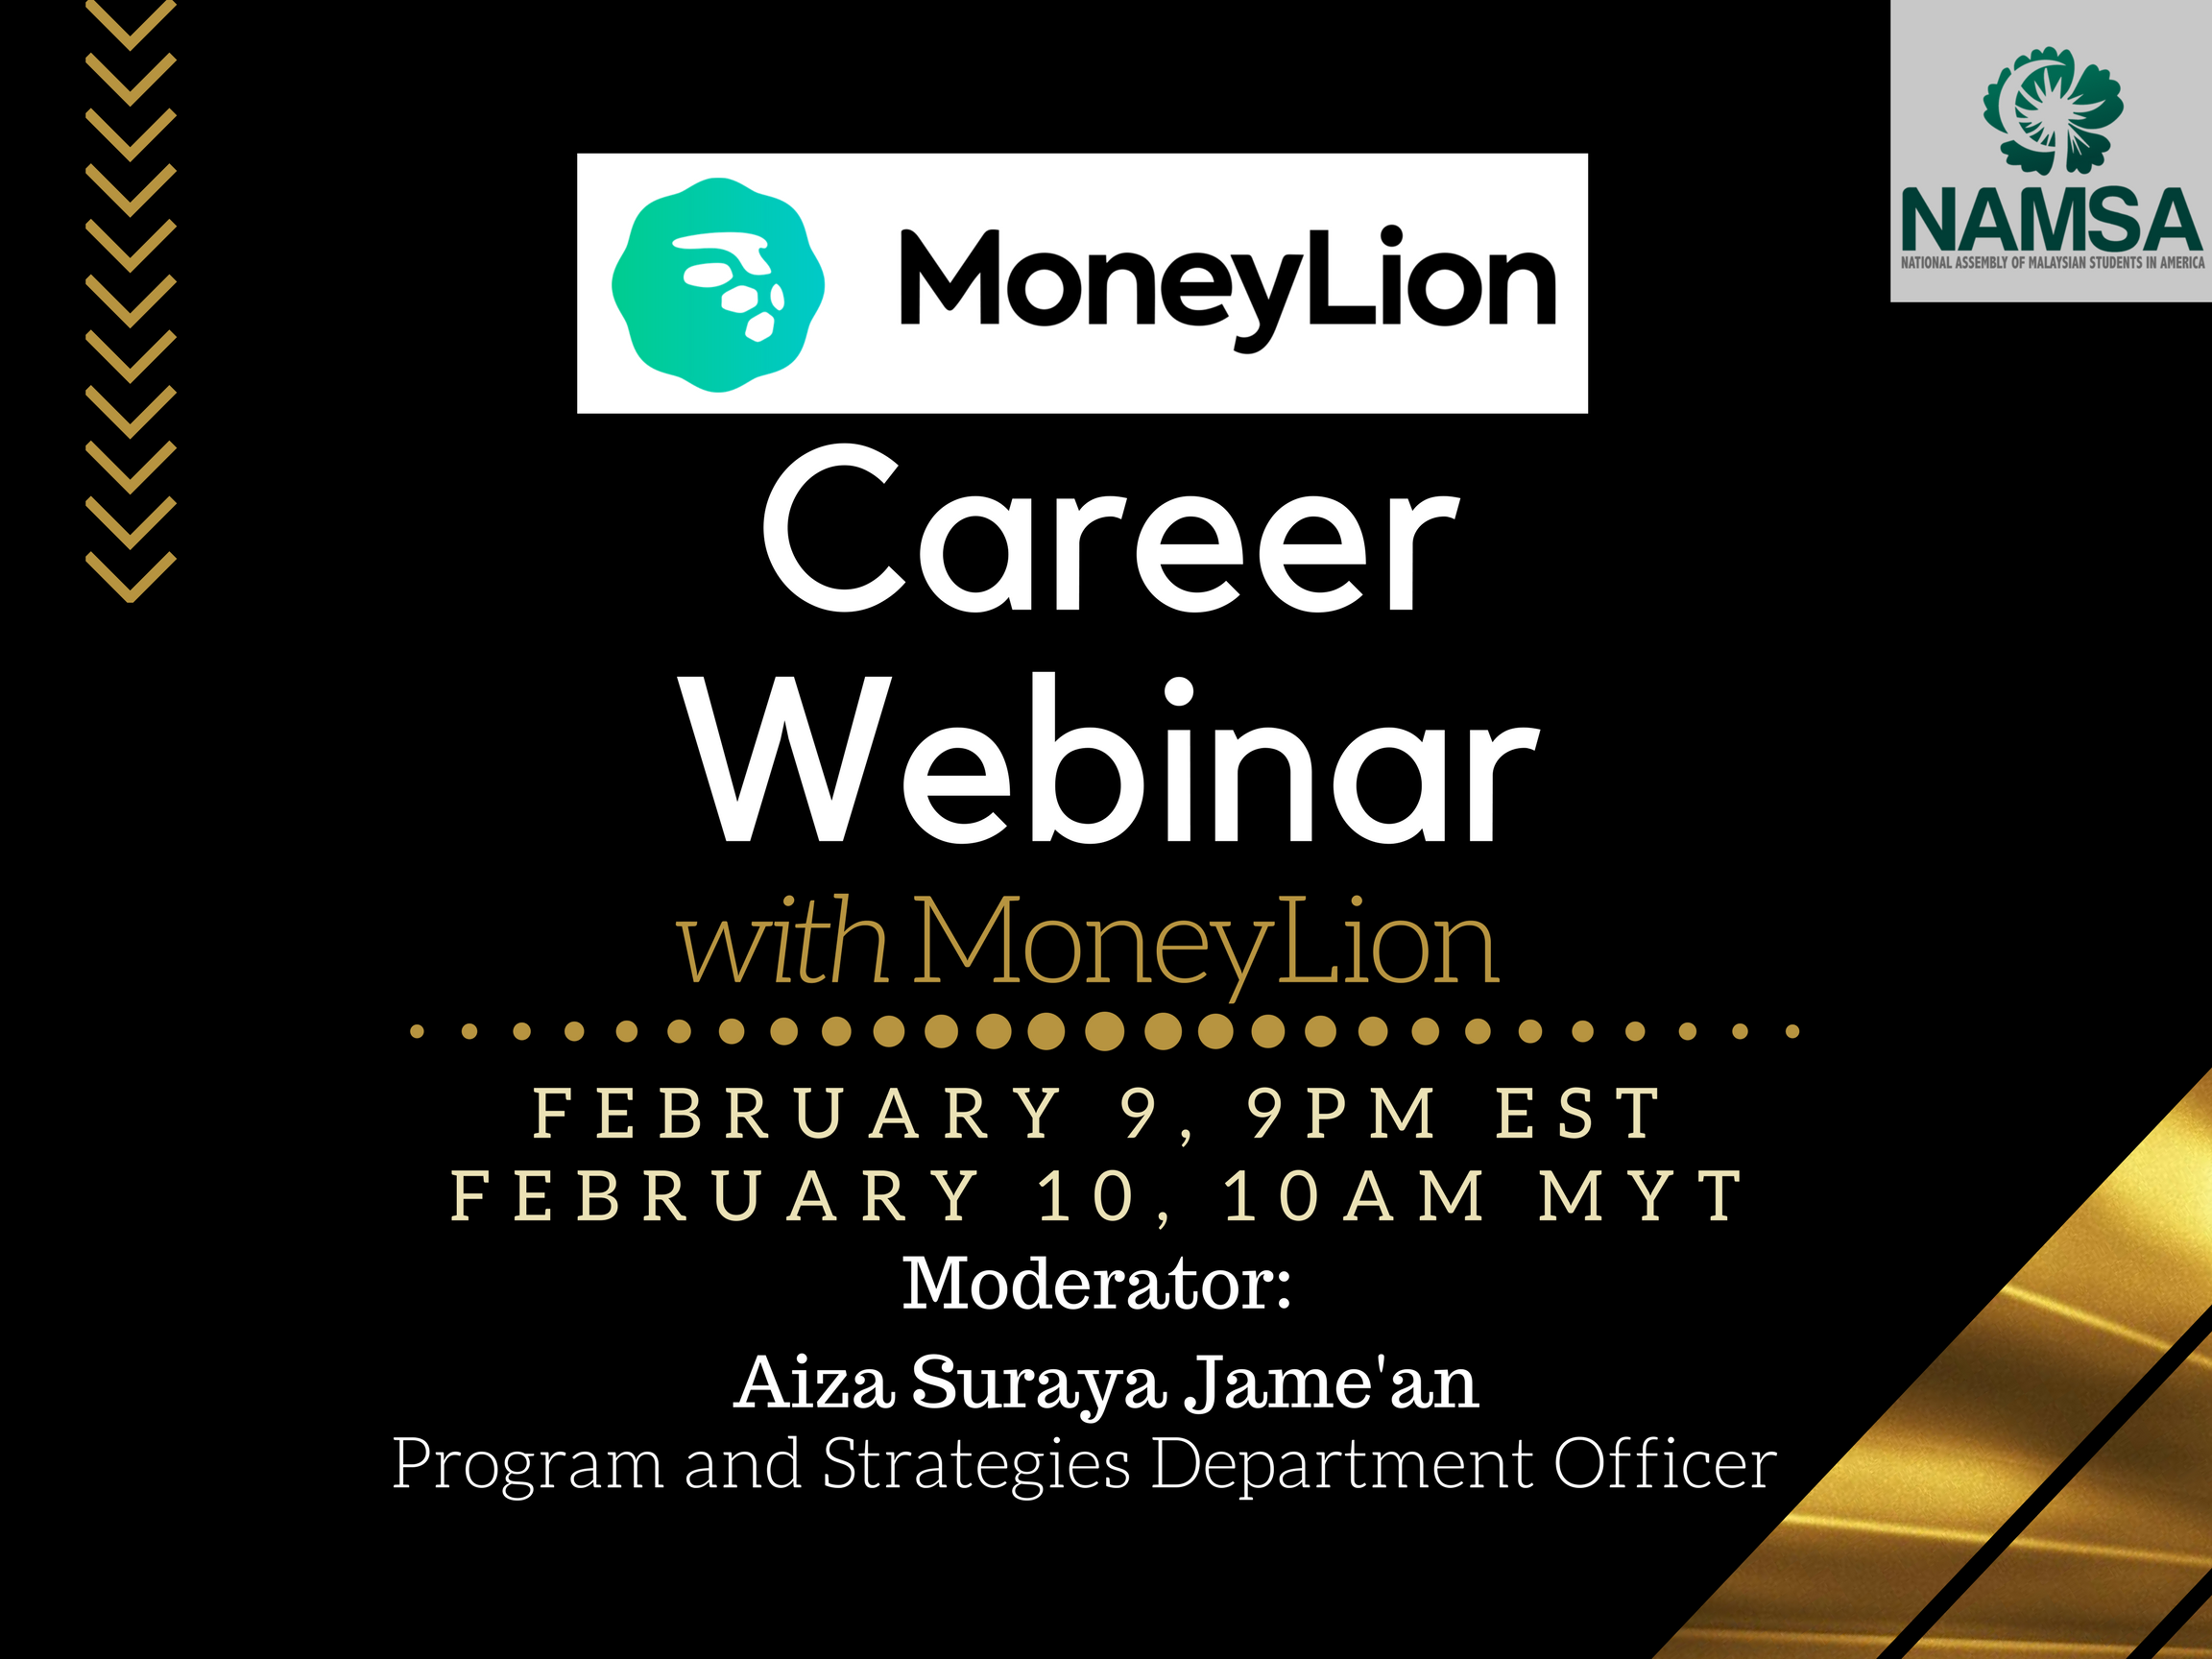 NAMSA
NATIONAL ASSEMBLY OF MALAYSIAN STUDENTS IN AMERICA
MoneyLion
Career
Webinar
with MoneyLion
FEBRUARY 9, 9PM EST
FEBRUARY 10, 10AM MYT
Moderator:
Aiza Suraya Jame'an
Program and Strategies Department Officer